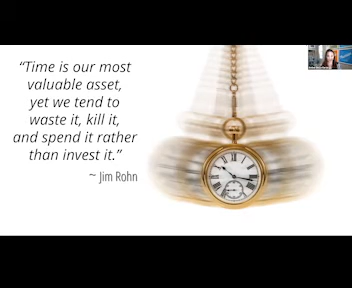 “Time is our most
valuable asset,
yet we tend to
waste it, kill it,
and spend it rather
than invest it.”
~ Jim Rohn